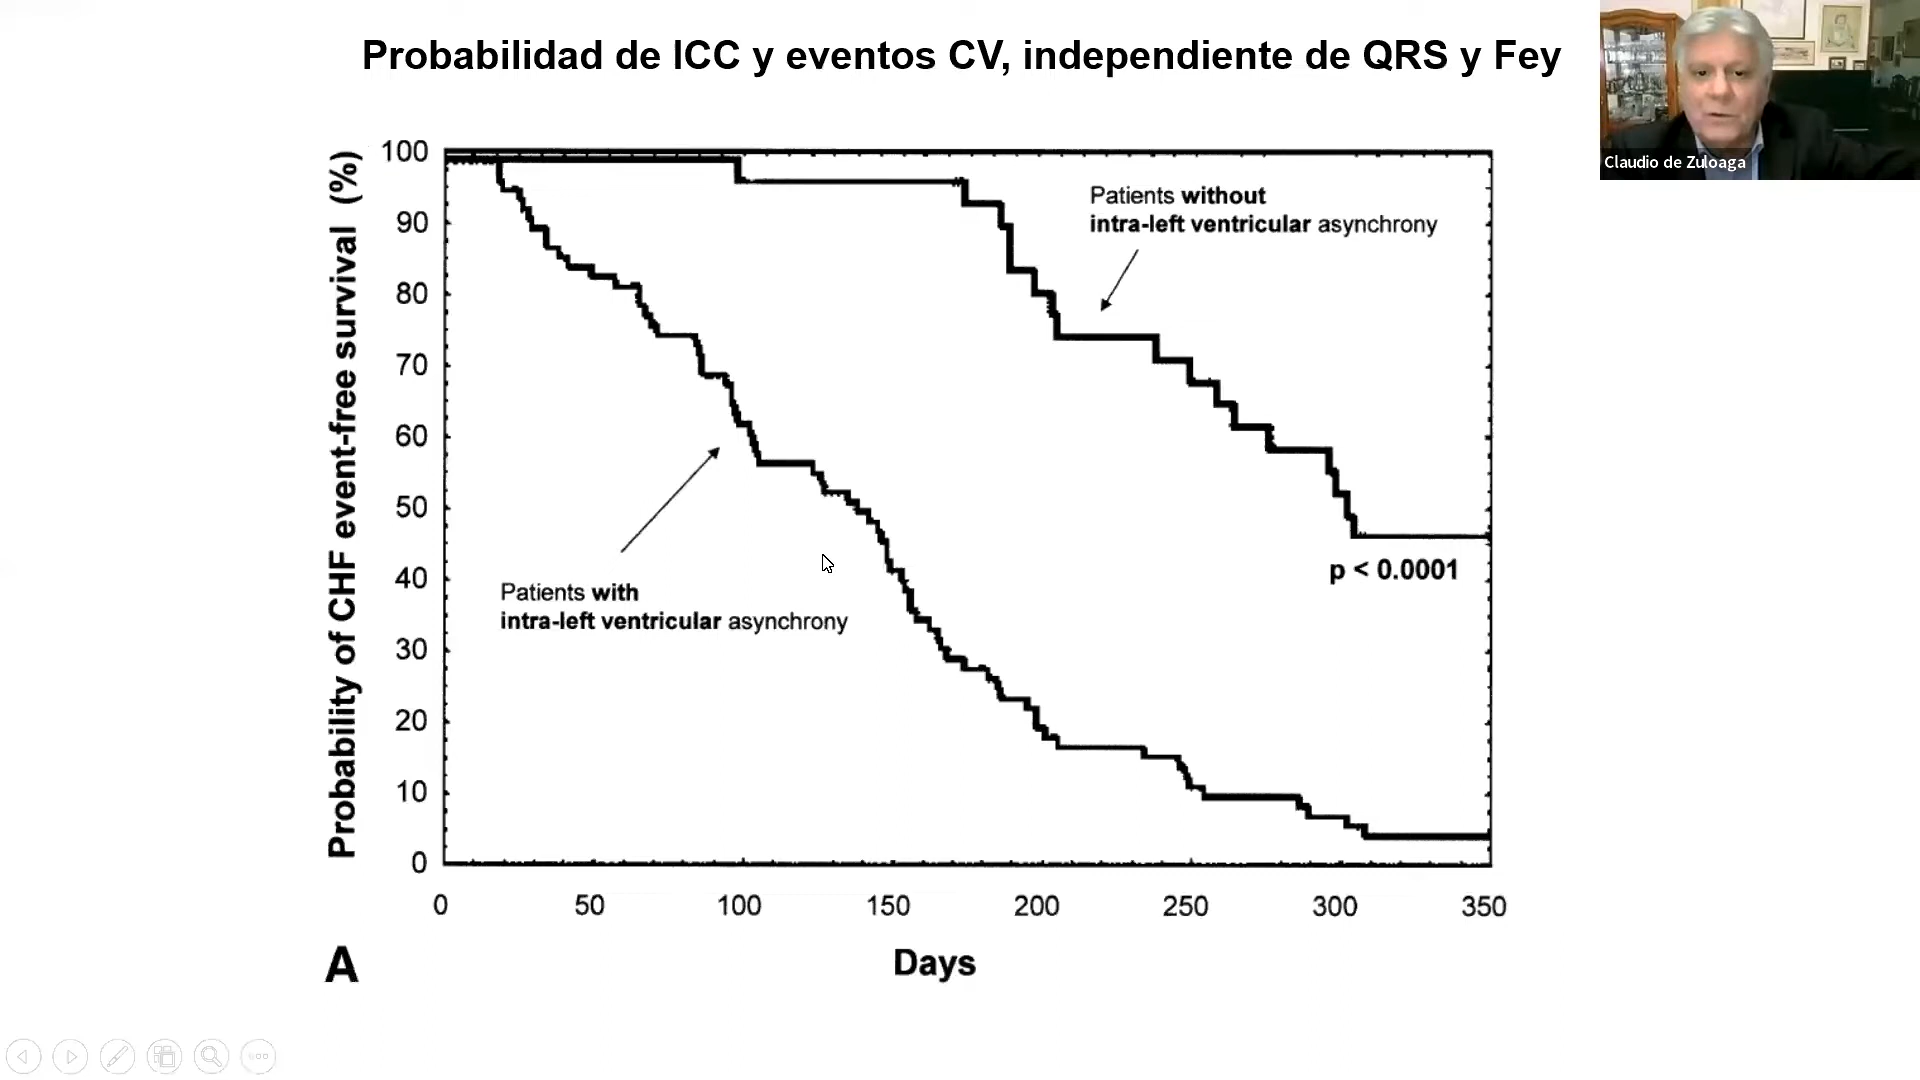 Probabilidad de ICC y eventos CV, independiente de QRS y Fey
Claudio de Zuloaga
Probability of CHF event-free survival (%)
100
90
80
70
60
50
40
30
20
10
0
Patients without
intra-left ventricular asynchrony
Patients with
intra-left ventricular asynchrony
p < 0.0001
0 50 100 150 200 250 300 350
Days
A